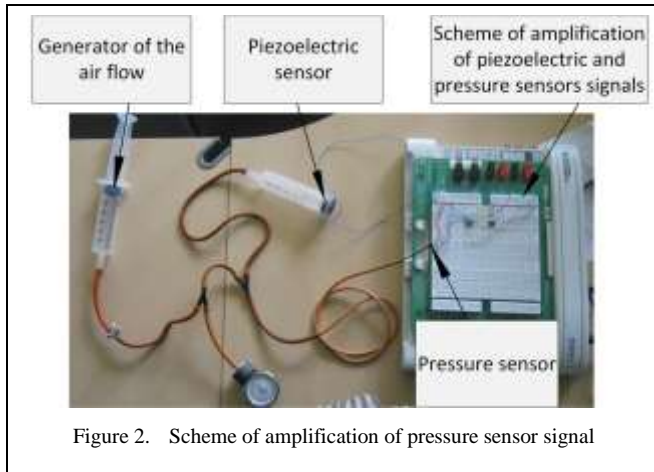 Generator of the
air flow
Piezoelectric
sensor
Scheme of amplification
of piezoelectric and
pressure sensors signals
Pressure sensor
Figure 2. Scheme of amplification of pressure sensor signal